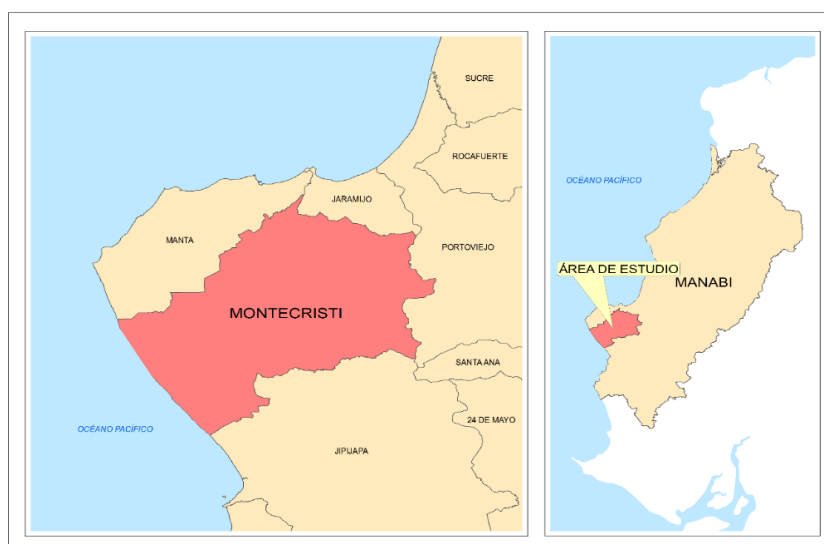 SUCRE
ROCAFUERTE
JARAMIJO
MANTA
PORTOVIEJO
MONTECRISTI
SANTA ANA
24 DE MAYO
OCÉANO PACÍFICO
JIPIJAPA
OCÉANO PACÍFICO
ÁREA DE ESTUDIO
MANABI